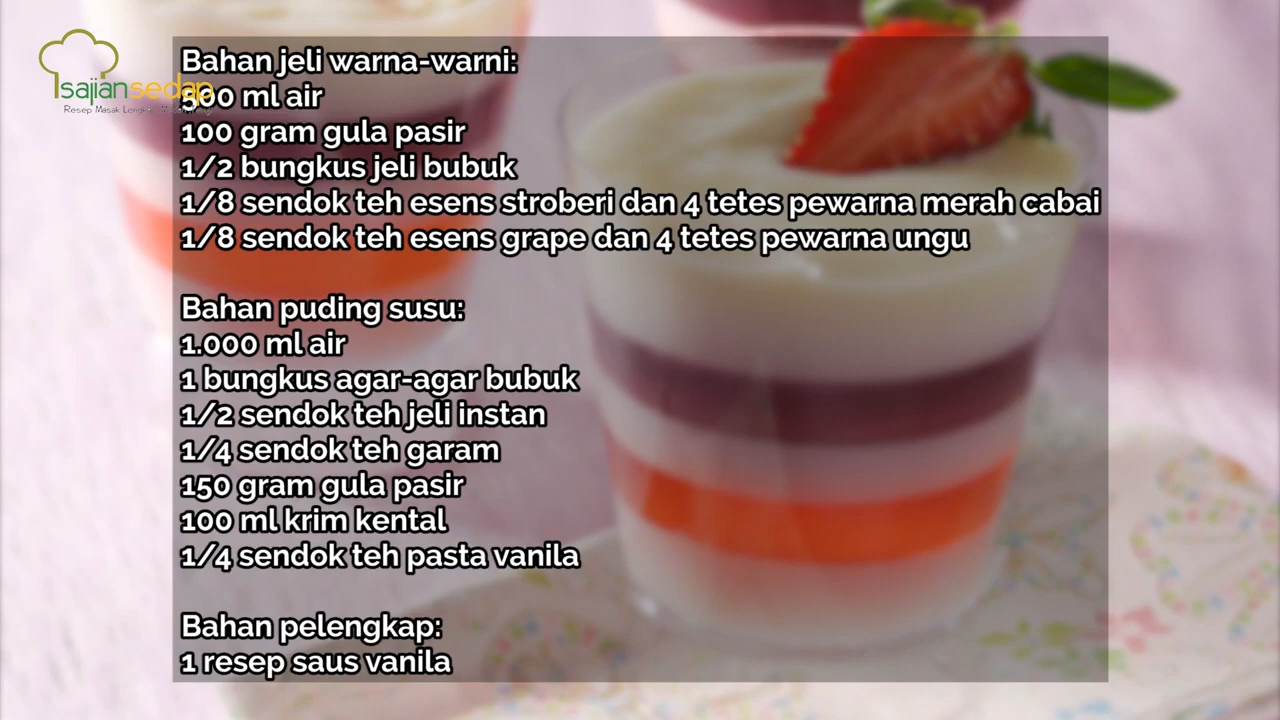 Bahan jeli warna-warni:
sajiansedap
500 ml air
Resep Masak
100 gram gula pasir
1/2 bungkus jeli bubuk
1/8 sendok teh esens stroberi dan 4 tetes pewarna merah cabai
1/8 sendok teh esens grape dan 4 tetes pewarna ungu
Bahan puding susu:
1.000 ml air
1 bungkus agar-agar bubuk
1/2 sendok teh jeli instan
1/4 sendok teh garam
150 gram gula pasir
100 ml krim kental
1/4 sendok teh pasta vanila
Bahan pelengkap:
1 resep saus vanila